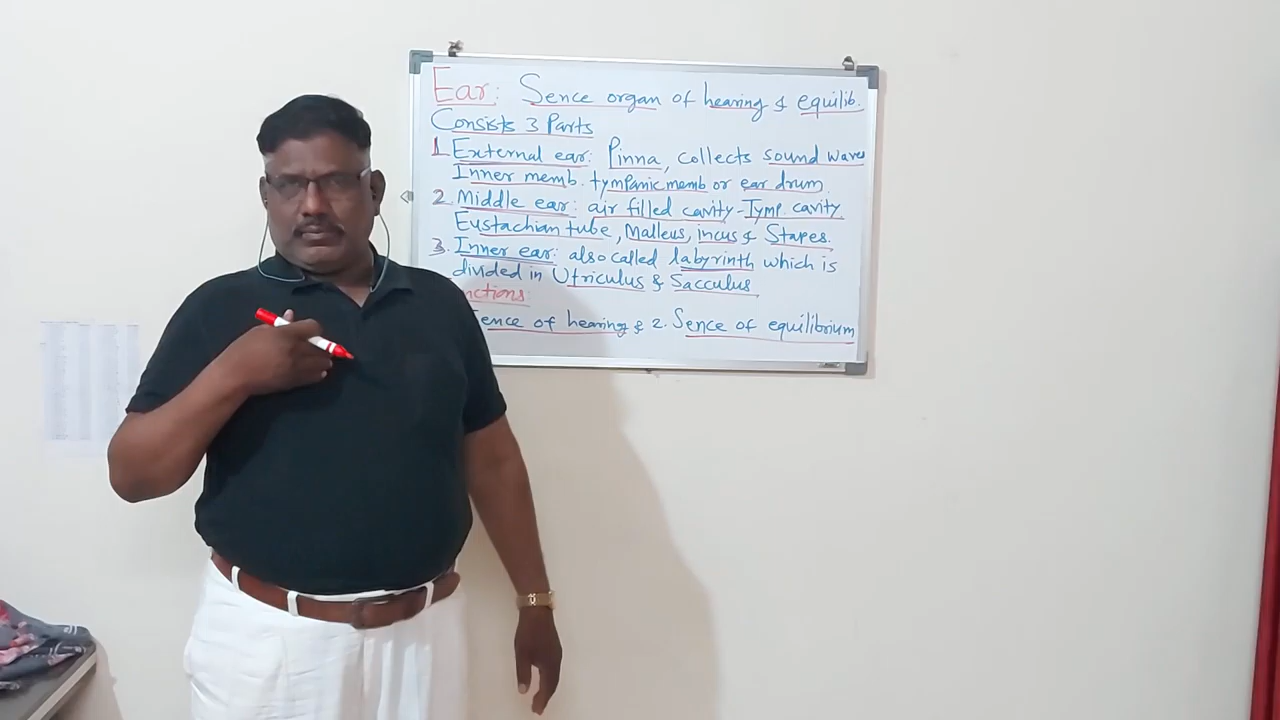 Ear: Sence organ of hearing & equilib.
Consists 3 Parts
1 External ear: Pinna, collects sound waves
Inner memb. tympanic memb or ear drum.
2. Middle ear: air filled cavity - Tymp. cavity
Eustachian tube, Malleus, incus & Stapes.
3. Inner ear: also called labyrinth which is
divided in Utriculus & Sacculus
nctions:
Sence of hearing & 2. Sence of equilibrium